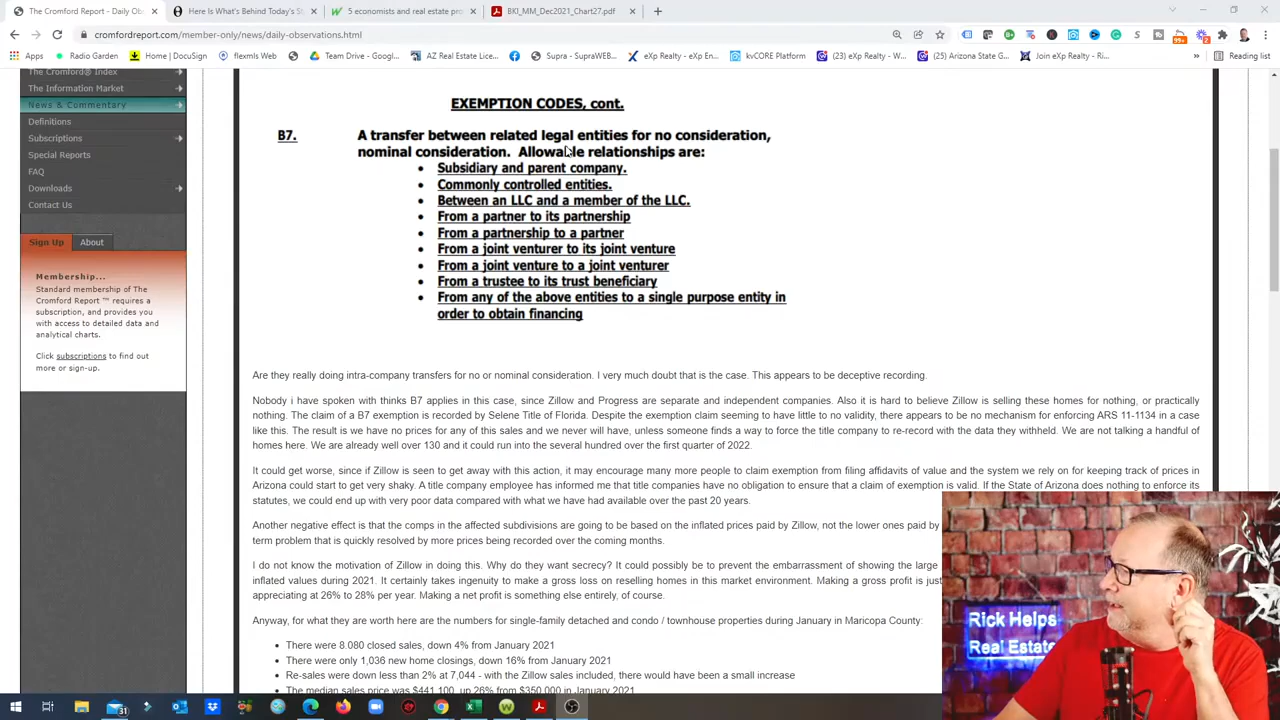 The Cromford Report - Daily Obs
Here Is What's Behind Today's S
5 economists and real estate pro
BKI_MM_Dec2021_Chart27.pdf
cromfordreport.com/member-only/news/daily-observations.html
Apps
Radio Garden
Home | DocuSign
flexmls Web
Team Drive - Googl...
AZ Real Estate Lice...
Supra - SupraWEB...
eXp Realty - eXp En...
kvCORE Platform
(23) eXp Realty - W...
(25) Arizona State G...
Join eXp Realty - Ri...
»
Reading list
The Cromford® Index
The Information Market
News & Commentary
Definitions
Subscriptions
Special Reports
FAQ
Downloads
Contact Us
Sign Up About
Membership...
Standard membership of The
Cromford Report ™ requires a
subscription, and provides you
with access to detailed data and
analytical charts.
Click subscriptions to find out
more or sign-up.
EXEMPTION CODES, cont.
B7. A transfer between related legal entities for no consideration,
nominal consideration. Allowable relationships are:
• Subsidiary and parent company.
• Commonly controlled entities.
• Between an LLC and a member of the LLC.
• From a partner to its partnership
• From a partnership to a partner
• From a joint venturer to its joint venture
• From a joint venture to a joint venturer
• From a trustee to its trust beneficiary
• From any of the above entities to a single purpose entity in
order to obtain financing
Are they really doing intra-company transfers for no or nominal consideration. I very much doubt that is the case. This appears to be deceptive recording.
Nobody i have spoken with thinks B7 applies in this case, since Zillow and Progress are separate and independent companies. Also it is hard to believe Zillow is selling these homes for nothing, or practically
nothing. The claim of a B7 exemption is recorded by Selene Title of Florida. Despite the exemption claim seeming to have little to no validity, there appears to be no mechanism for enforcing ARS 11-1134 in a case
like this. The result is we have no prices for any of this sales and we never will have, unless someone finds a way to force the title company to re-record with the data they withheld. We are not talking a handful of
homes here. We are already well over 130 and it could run into the several hundred over the first quarter of 2022.
It could get worse, since if Zillow is seen to get away with this action, it may encourage many more people to claim exemption from filing affidavits of value and the system we rely on for keeping track of prices in
Arizona could start to go very shaky. A title company employee has informed me that title companies have no obligation to ensure that a claim of exemption is valid. If the State of Arizona does nothing to enforce its
statutes, we could end up with very poor data compared with what we have had available over the past 20 years.
Another negative effect is that the comps in the affected subdivisions are going to be based on the inflated prices paid by Zillow, not the lower ones paid by
term problem that is quickly resolved by more prices being recorded over the coming months.
I do not know the motivation of Zillow in doing this. Why do they want secrecy? It could possibly be to prevent the embarrassment of showing the large
inflated values during 2021. It certainly takes ingenuity to make a gross loss on reselling homes in this market environment. Making a gross profit is just
appreciating at 26% to 28% per year. Making a net profit is something else entirely, of course.
Anyway, for what they are worth here are the numbers for single-family detached and condo / townhouse properties during January in Maricopa County:
• There were 8.080 closed sales, down 4% from January 2021
• There were only 1,036 new home closings, down 16% from January 2021
• Re-sales were down less than 2% at 7,044 - with the Zillow sales included, there would have been a small increase
• The median sales price was $441,100, up 26% from $350,000 in January 2021
Rick Helps
Real Estate